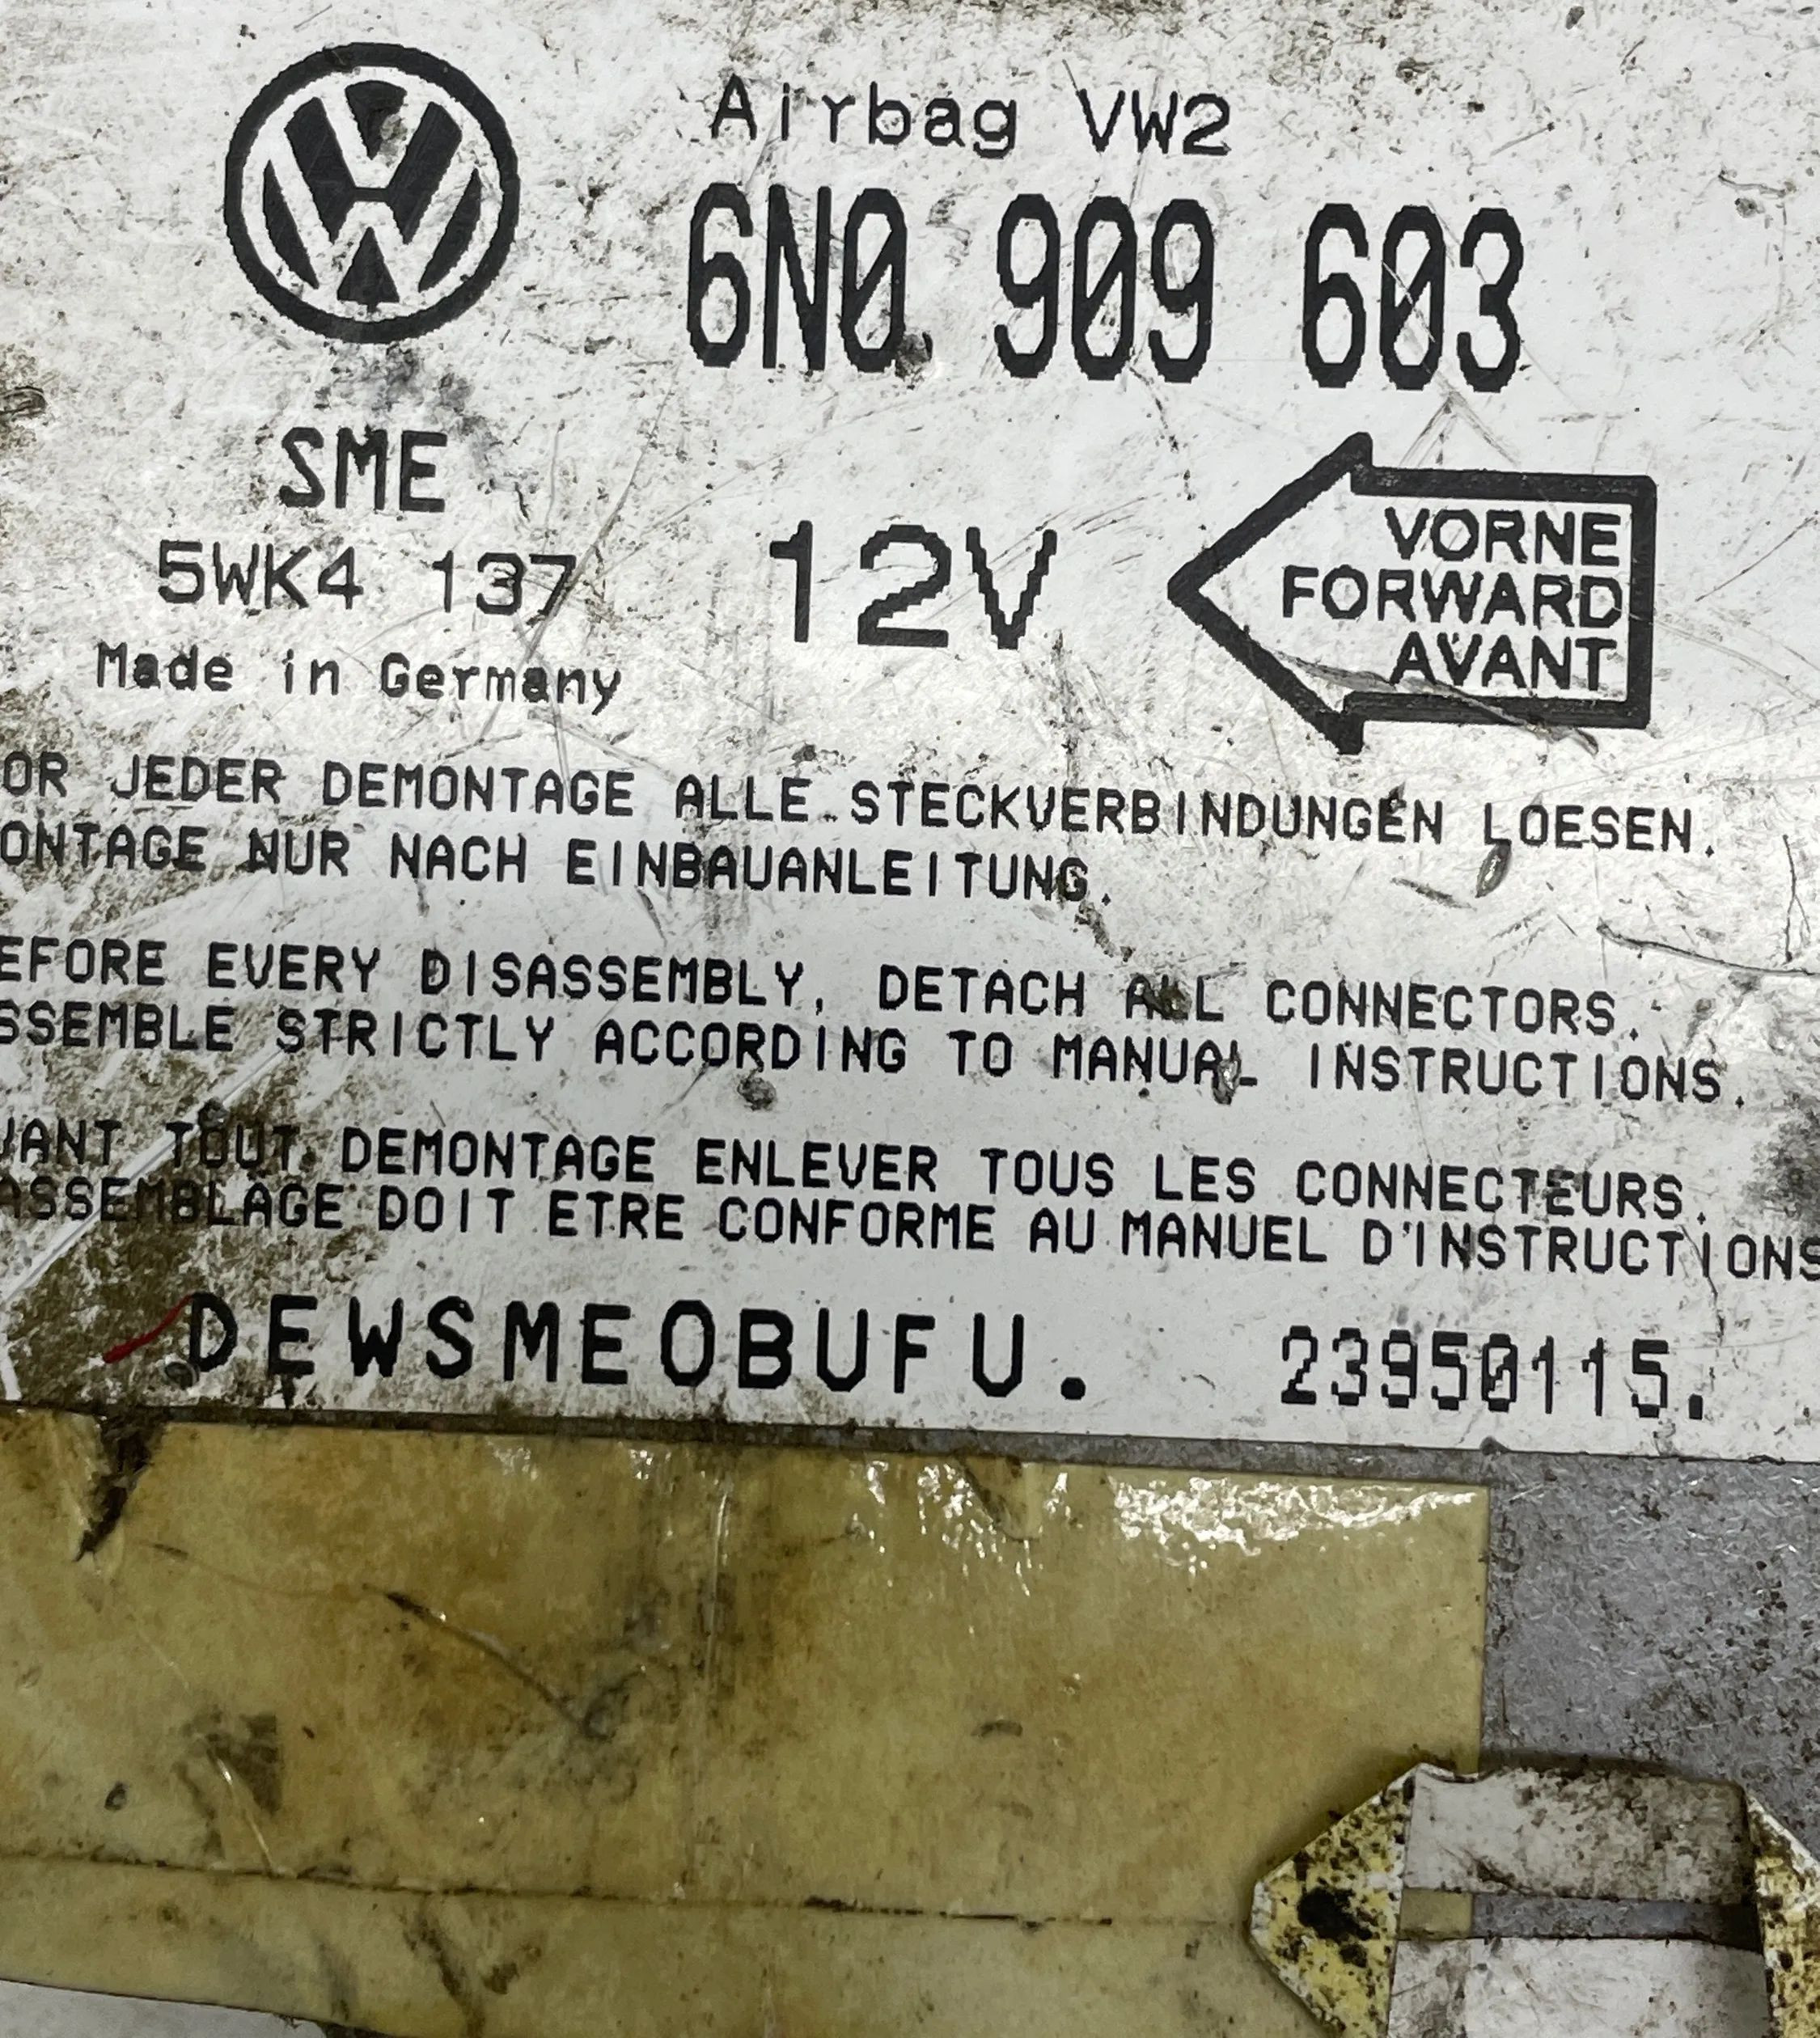 Airbag VW2
6N0 909 603
SME
5WK4 137
Made in Germany
12V
VORNE
FORWARD
AVANT
OR JEDER DEMONTAGE ALLE STECKVERBINDUNGEN LOESEN.
ONTAGE NUR NACH EINBAUANLEITUNG.
EFORE EVERY DISASSEMBLY, DETACH ALL CONNECTORS.
SSEMBLE STRICTLY ACCORDING TO MANUAL INSTRUCTIONS.
VANT TOUT DEMONTAGE ENLEVER TOUS LES CONNECTEURS.
ASSEMBLAGE DOIT ETRE CONFORME AU MANUEL D'INSTRUCTIONS
DEWSMEOBUFU. 23950115.